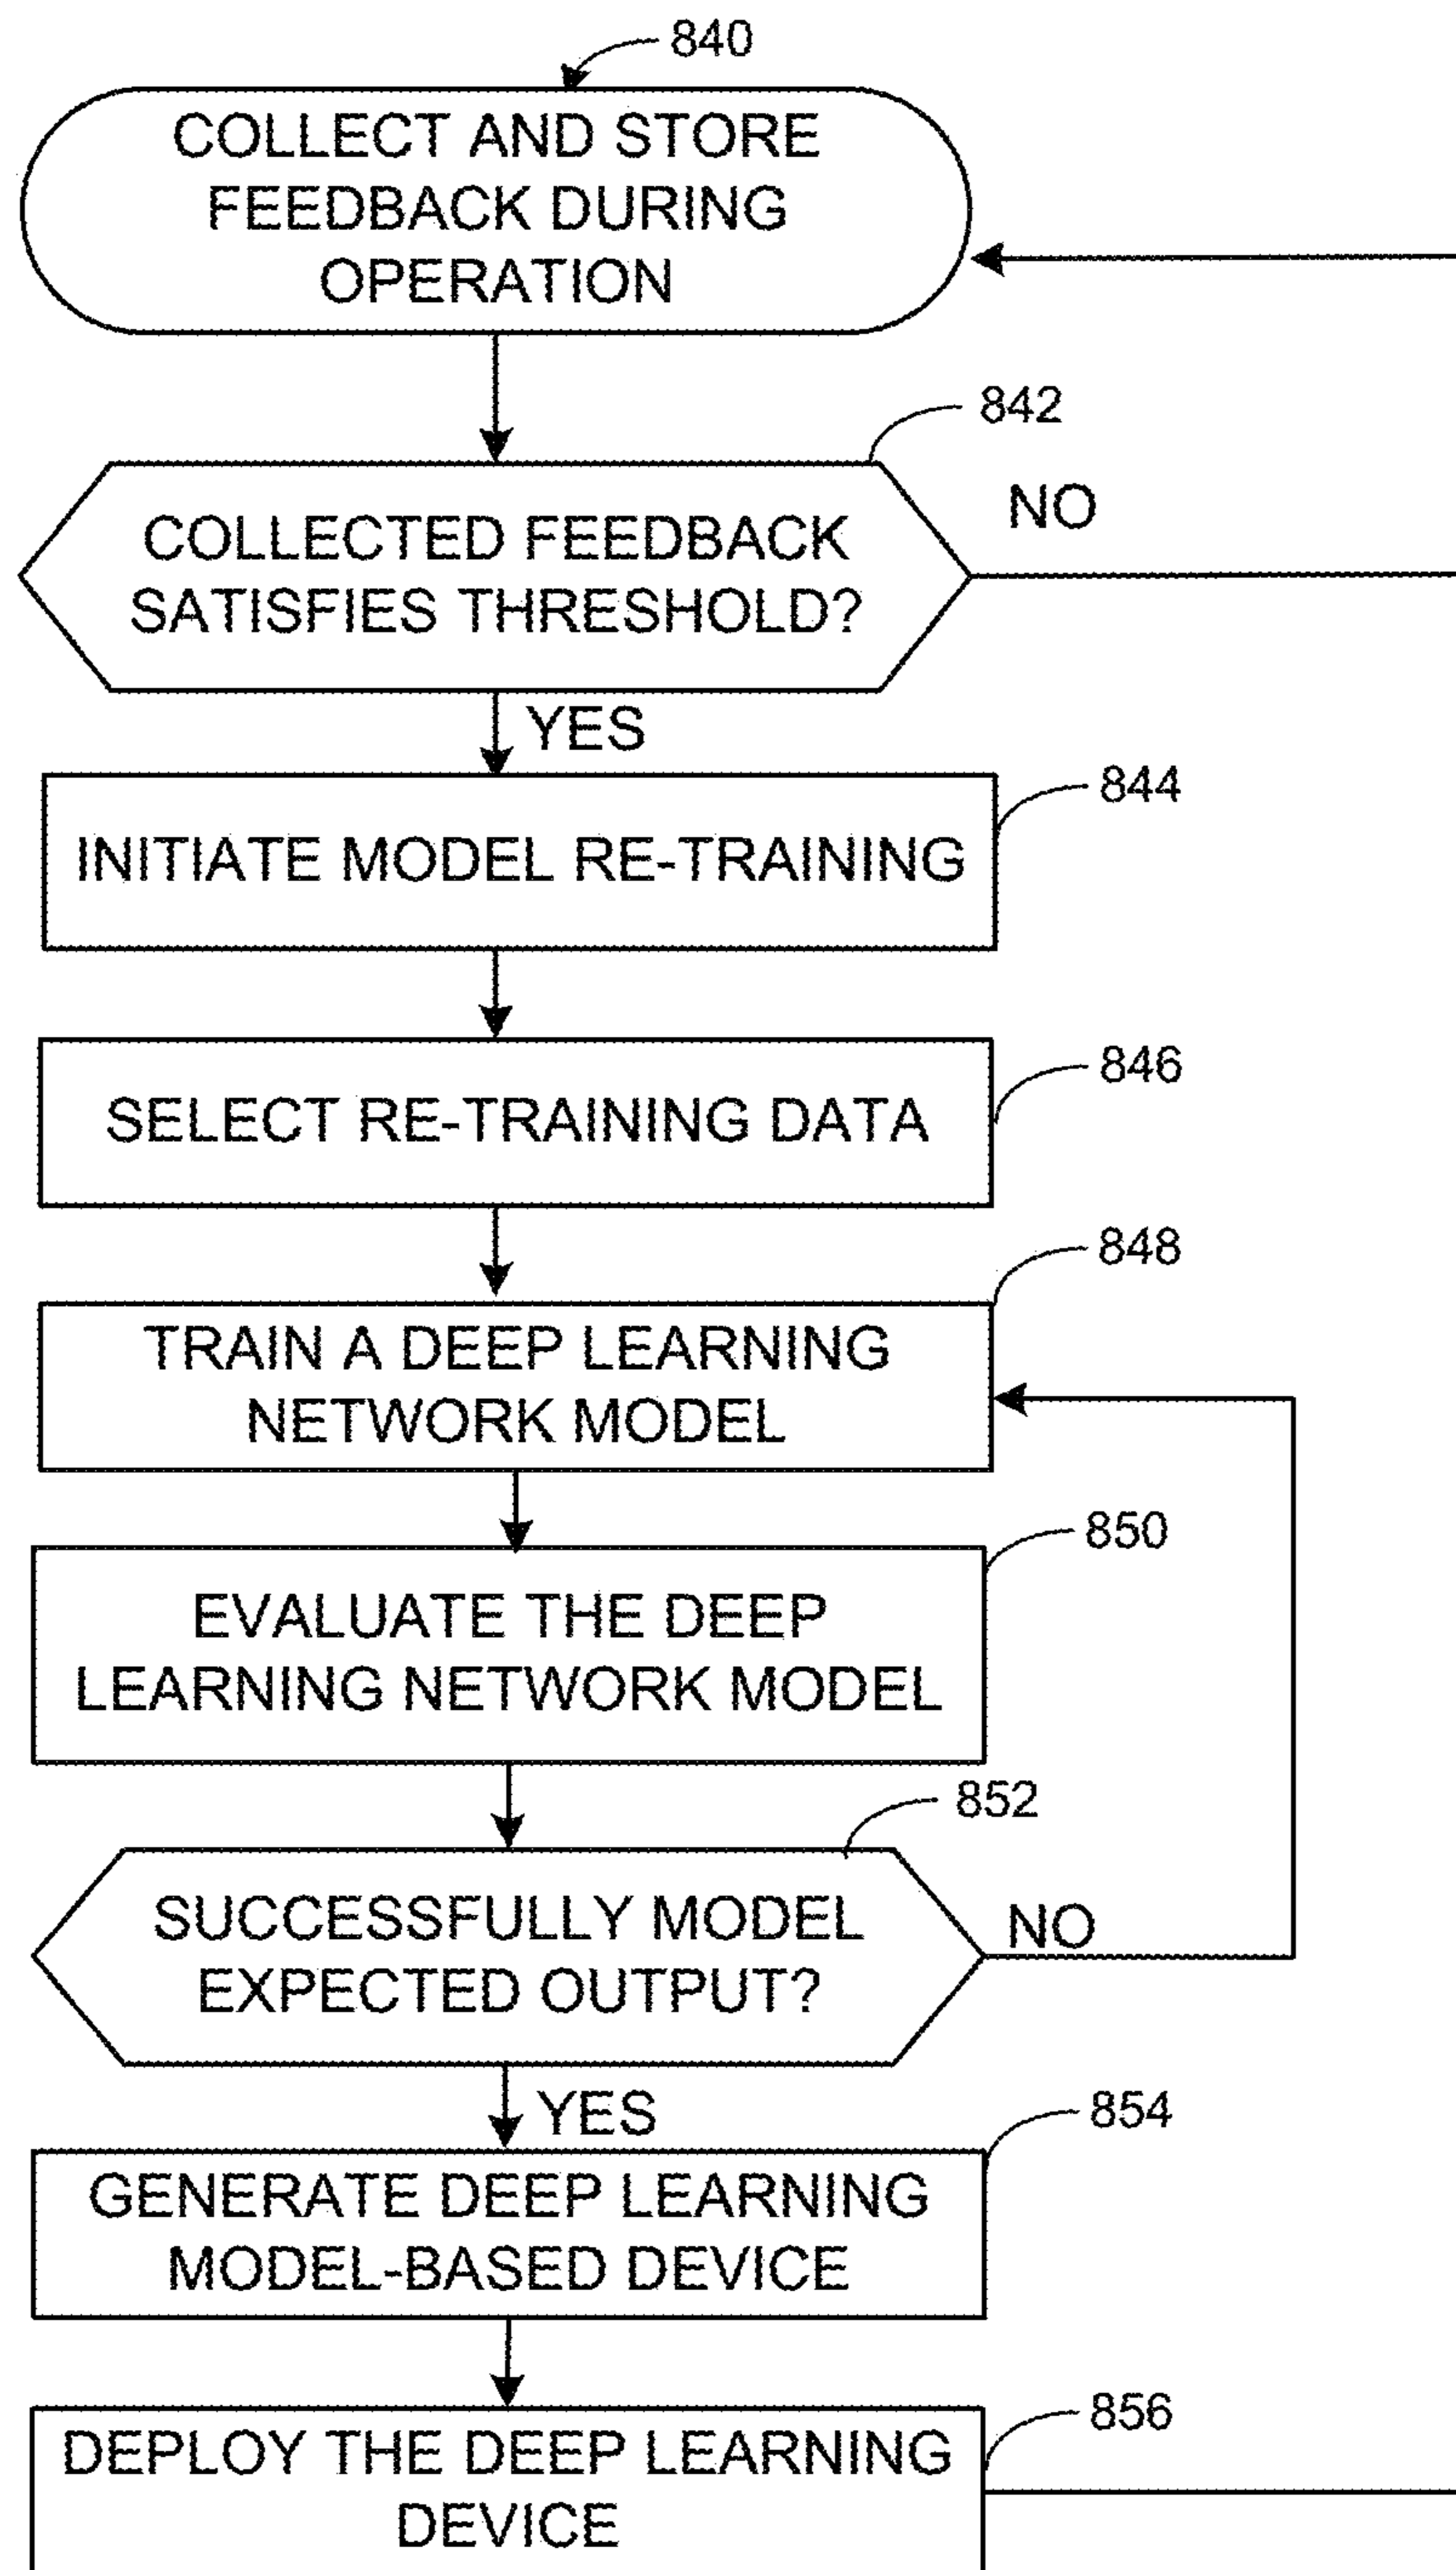 840
COLLECT AND STORE
FEEDBACK DURING
OPERATION
842
COLLECTED FEEDBACK
SATISFIES THRESHOLD?
NO
YES
844
INITIATE MODEL RE-TRAINING
846
SELECT RE-TRAINING DATA
848
TRAIN A DEEP LEARNING
NETWORK MODEL
850
EVALUATE THE DEEP
LEARNING NETWORK MODEL
852
SUCCESSFULLY MODEL
EXPECTED OUTPUT?
NO
YES
854
GENERATE DEEP LEARNING
MODEL-BASED DEVICE
856
DEPLOY THE DEEP LEARNING
DEVICE